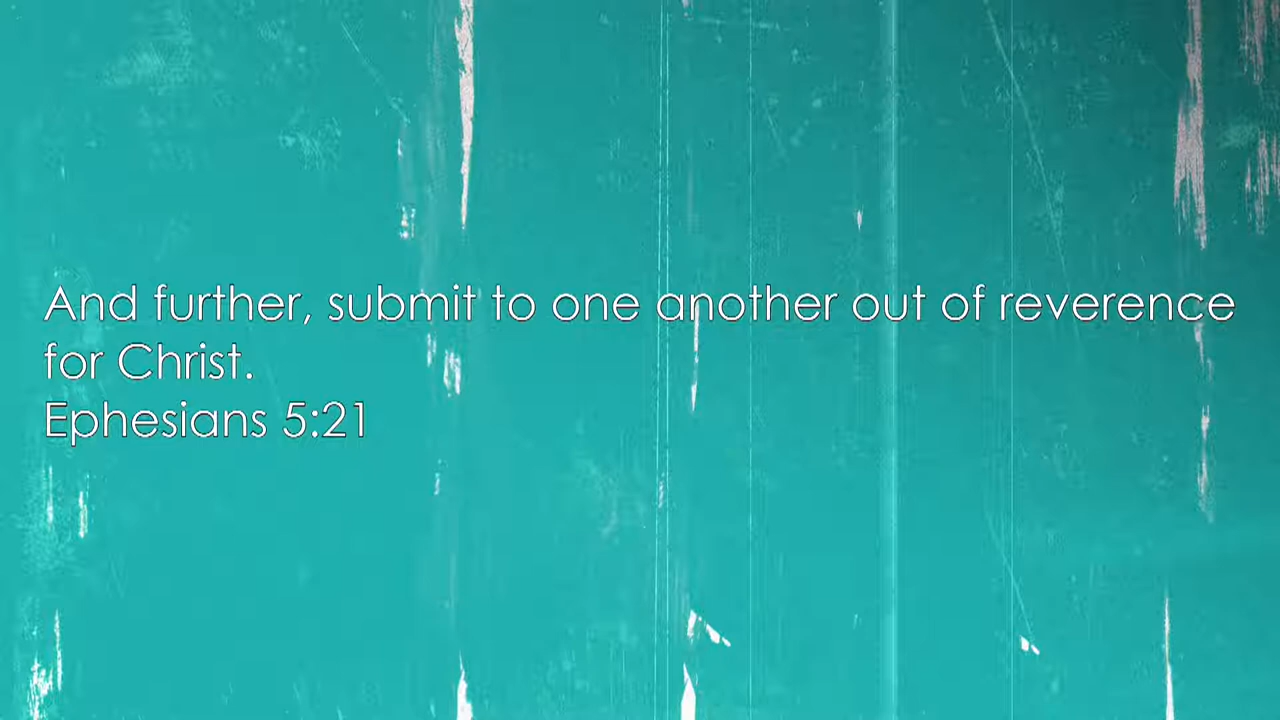 And further, submit to one another out of reverence
for Christ.
Ephesians 5:21